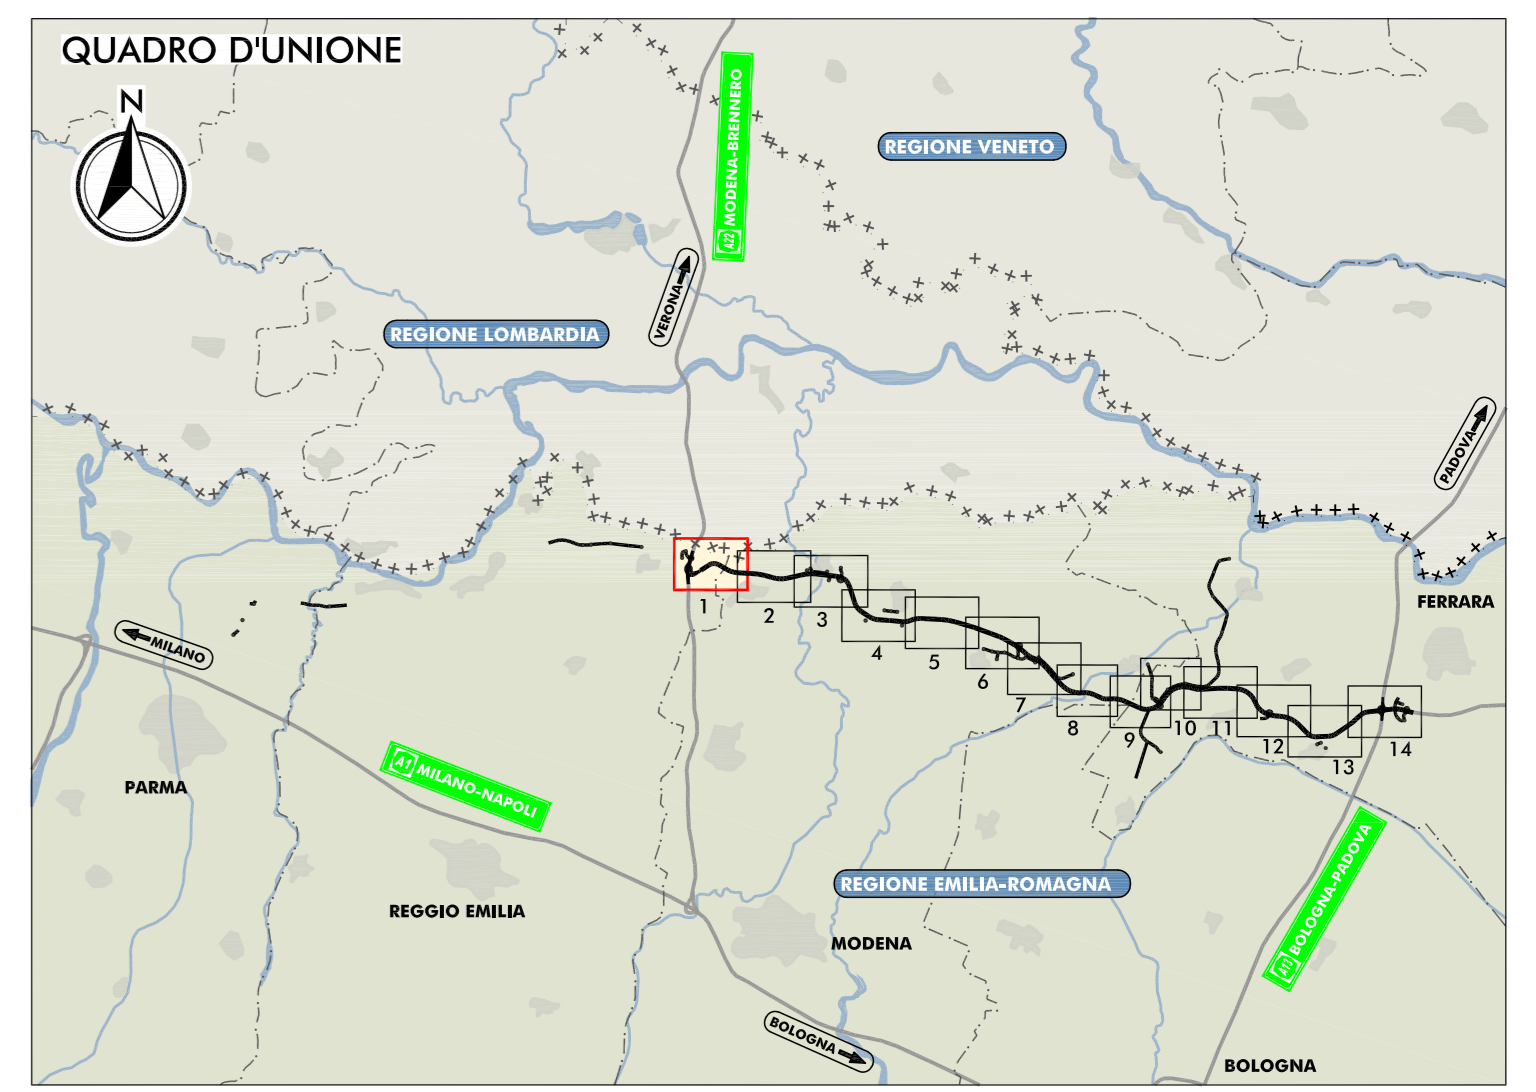 QUADRO D'UNIONE
N
A22 MODENA-BRENNERO
REGIONE VENETO
VERONA
REGIONE LOMBARDIA
PADOVA
FERRARA
MILANO
1
2
3
4
5
6
7
8
9
10
11
12
13
14
PARMA
A1 MILANO-NAPOLI
REGIONE EMILIA-ROMAGNA
A13 BOLOGNA-PADOVA
REGGIO EMILIA
MODENA
BOLOGNA
BOLOGNA